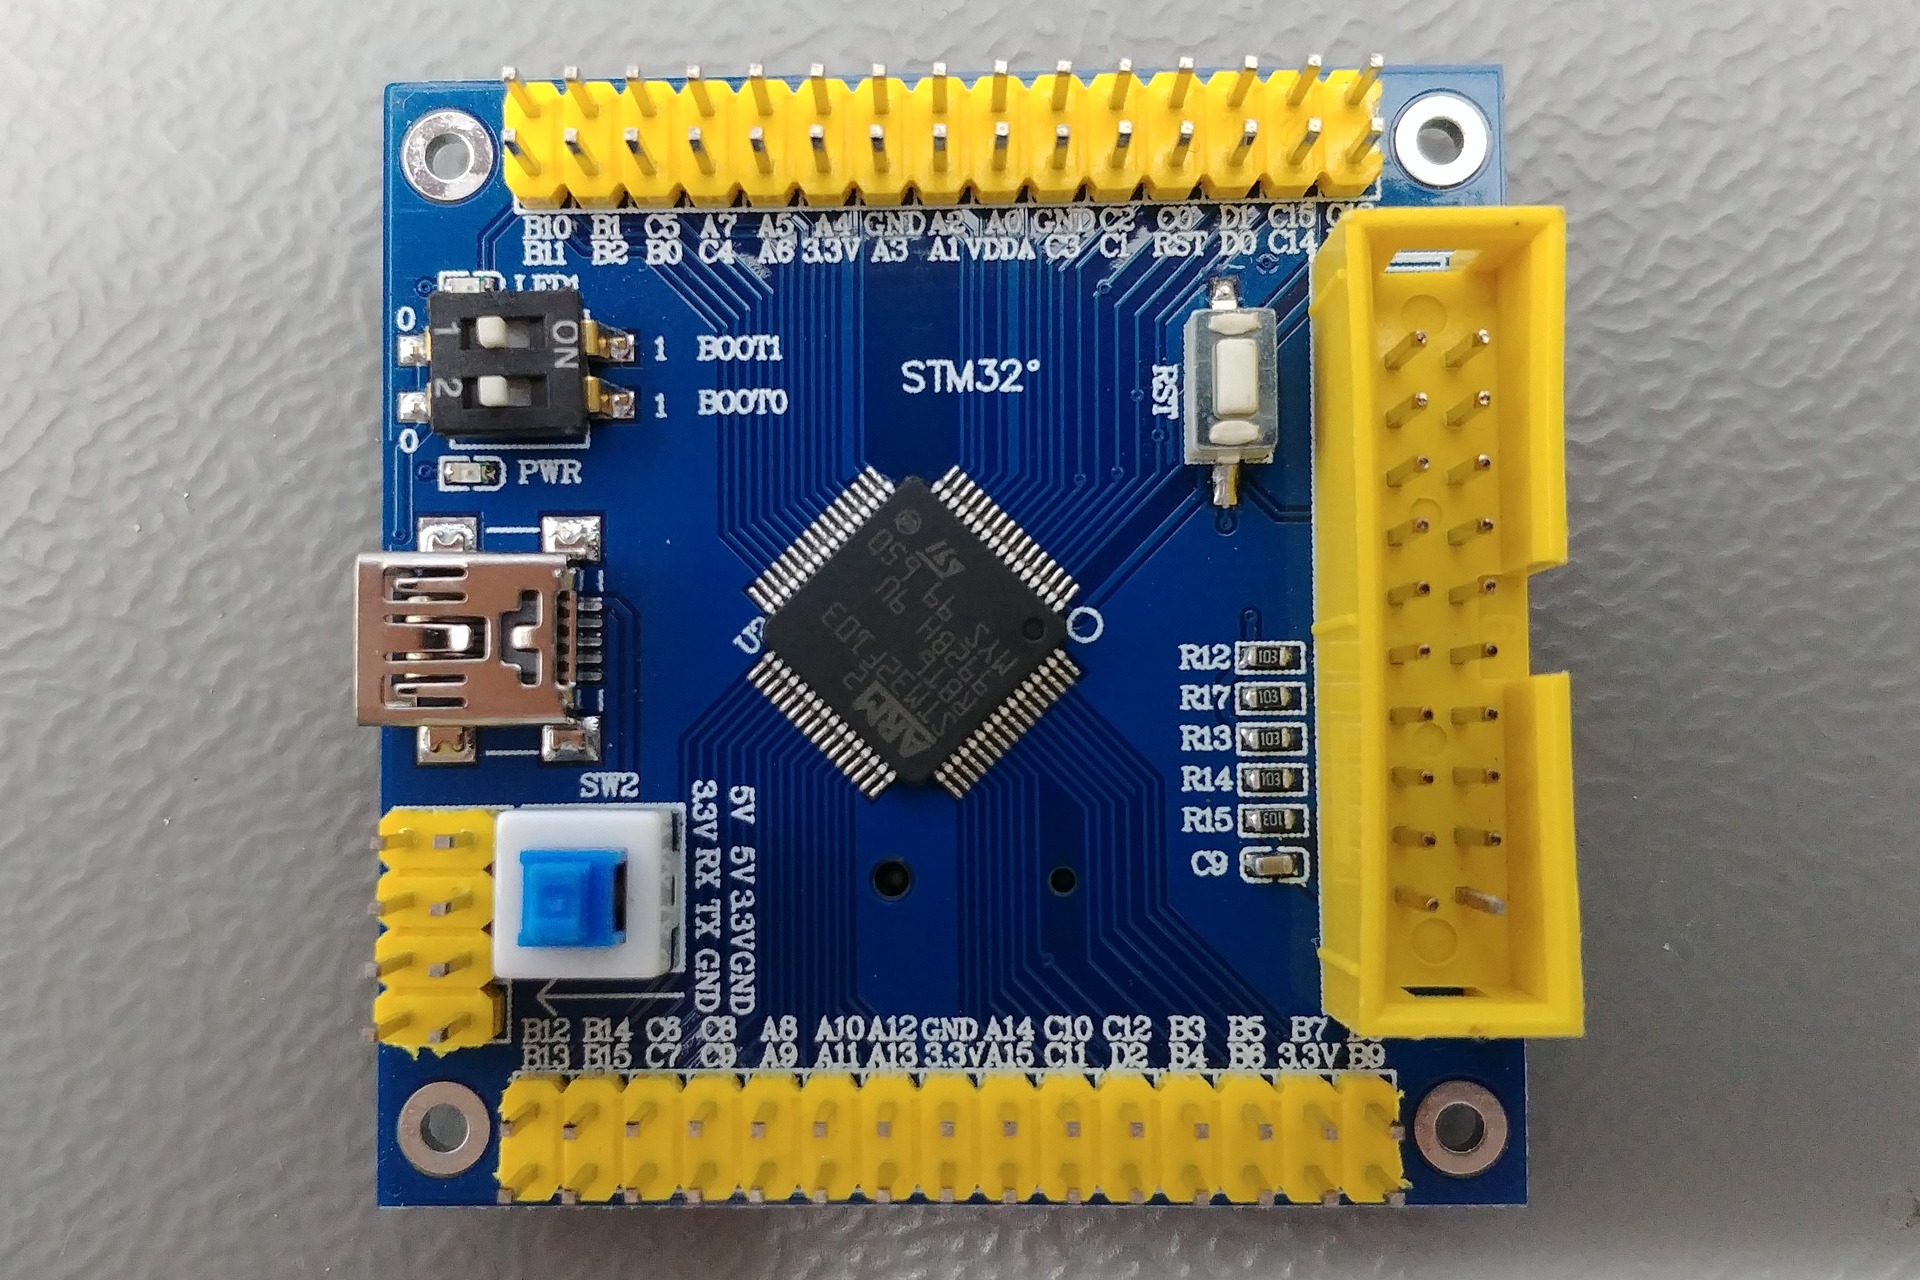 B10 B1 C5 A7 A5 A4 GND A2 A0 GND C2 C0 D1 C15
B11 B2 B0 C4 A6 3.3V A3 A1 VDDA C3 C1 RST D0 C14
LED1
0
1
ON
1 BOOT1
2
1 BOOT0
0
STM32°
RST
PWR
U2
ARM
STM32F103
R12 103
R17 103
R13 103
R14 103
R15 103
C9
SW2
5V 5V 3.3V GND
3.3V RX TX GND
B12 B14 C6 C8 A8 A10 A12 GND A14 C10 C12 B3 B5 B7
B13 B15 C7 C9 A9 A11 A13 3.3V A15 C11 D2 B4 B6 3.3V B9